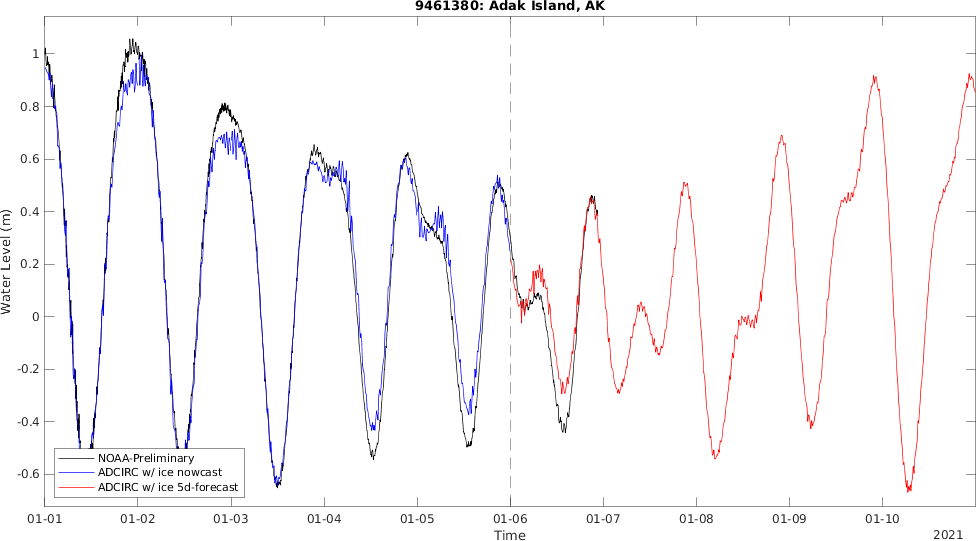 9461380: Adak Island, AK
Water Level (m)
1
0.8
0.6
0.4
0.2
0
-0.2
-0.4
-0.6
NOAA-Preliminary
ADCIRC w/ ice nowcast
ADCIRC w/ ice 5d-forecast
01-01 01-02 01-03 01-04 01-05 01-06 01-07 01-08 01-09 01-10
Time
2021